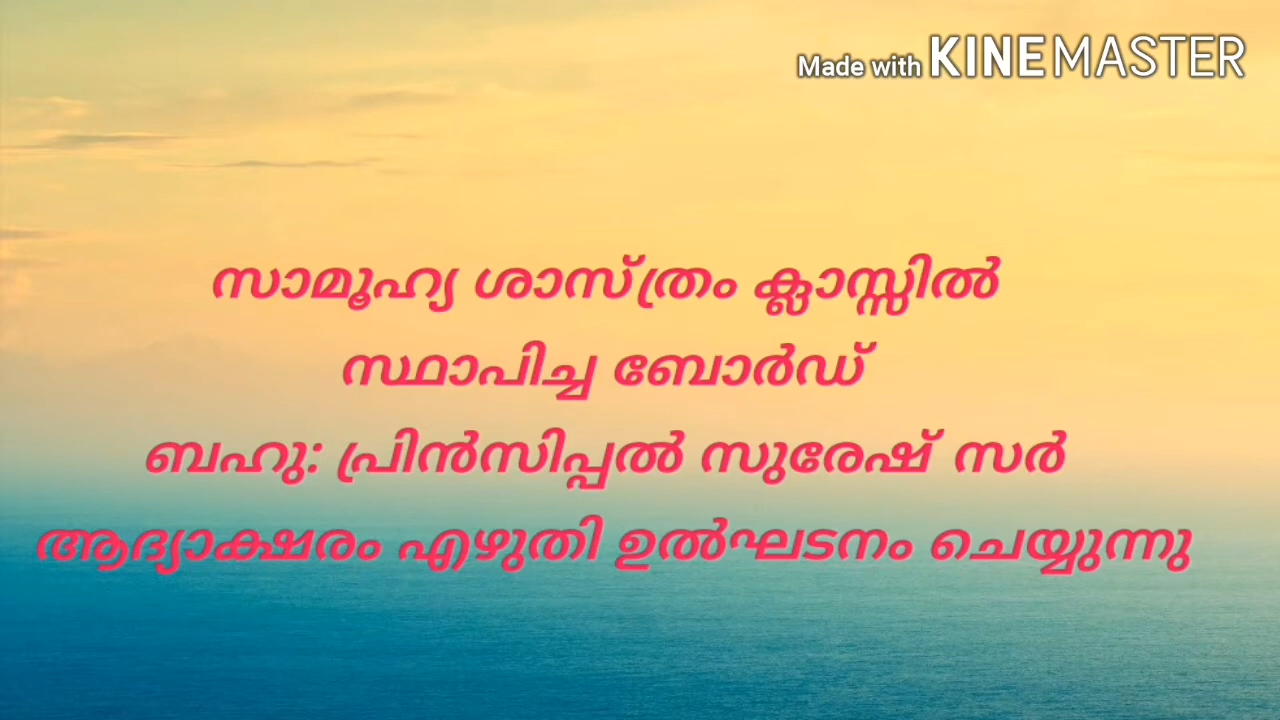 Made with KINEMASTER
സാമൂഹ്യ ശാസ്ത്രം ക്ലാസ്സിൽ
സ്ഥാപിച്ച ബോർഡ്
ബഹു: പ്രിൻസിപ്പൽ സുരേഷ് സർ
ആദ്യാക്ഷരം എഴുതി ഉൽഘടനം ചെയ്യുന്നു